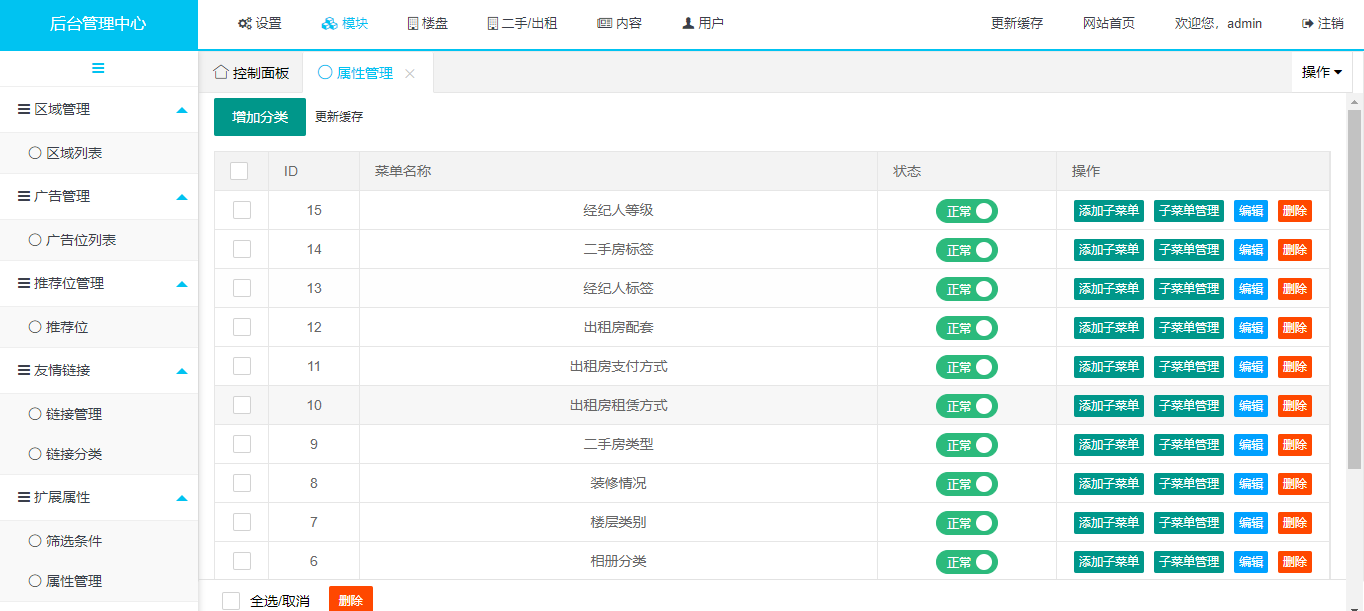 后台管理中心 设置 模块 楼盘 二手/出租 内容 用户 更新缓存 网站首页 欢迎您，admin 注销
控制面板 属性管理 操作
区域管理
区域列表
广告管理
广告位列表
推荐位管理
推荐位
友情链接
链接管理
链接分类
扩展属性
筛选条件
属性管理
增加分类 更新缓存
ID 菜单名称 状态 操作
15 经纪人等级 正常 添加子菜单 子菜单管理 编辑 删除
14 二手房标签 正常 添加子菜单 子菜单管理 编辑 删除
13 经纪人标签 正常 添加子菜单 子菜单管理 编辑 删除
12 出租房配套 正常 添加子菜单 子菜单管理 编辑 删除
11 出租房支付方式 正常 添加子菜单 子菜单管理 编辑 删除
10 出租房租赁方式 正常 添加子菜单 子菜单管理 编辑 删除
9 二手房类型 正常 添加子菜单 子菜单管理 编辑 删除
8 装修情况 正常 添加子菜单 子菜单管理 编辑 删除
7 楼层类别 正常 添加子菜单 子菜单管理 编辑 删除
6 相册分类 正常 添加子菜单 子菜单管理 编辑 删除
全选/取消 删除